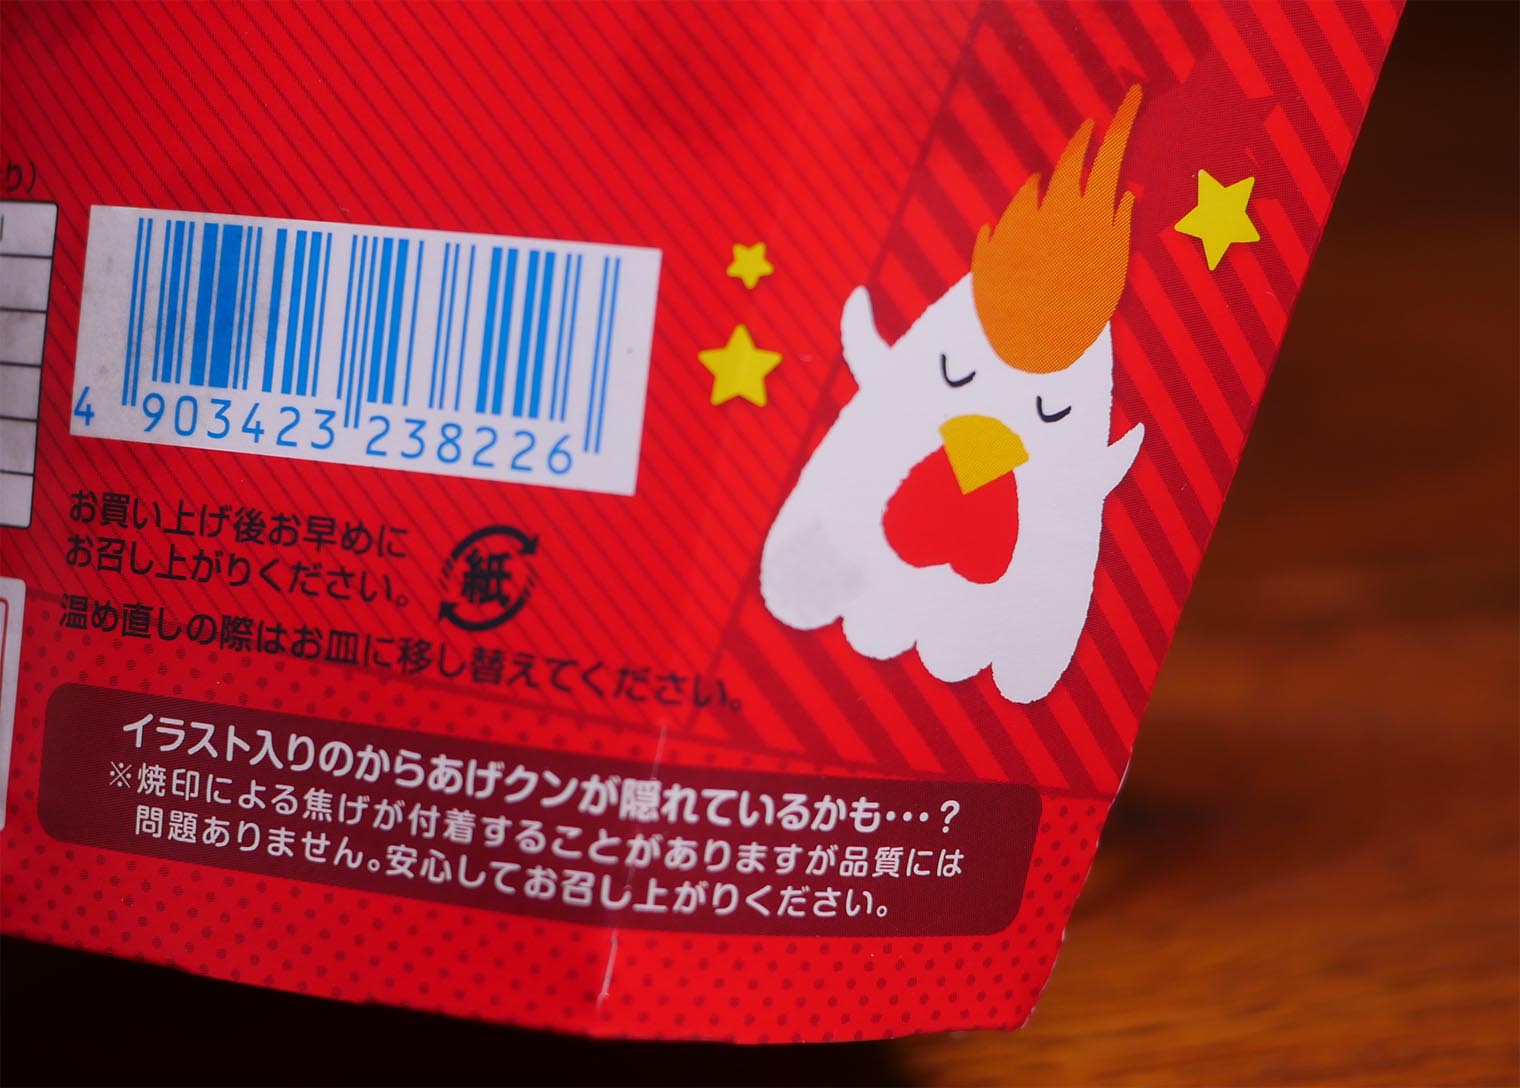 り)
4 903423 238226
お買い上げ後お早めに
お召し上がりください。
紙
温め直しの際はお皿に移し替えてください。
イラスト入りのからあげクンが隠れているかも…?
※焼印による焦げが付着することがありますが品質には
問題ありません。安心してお召し上がりください。